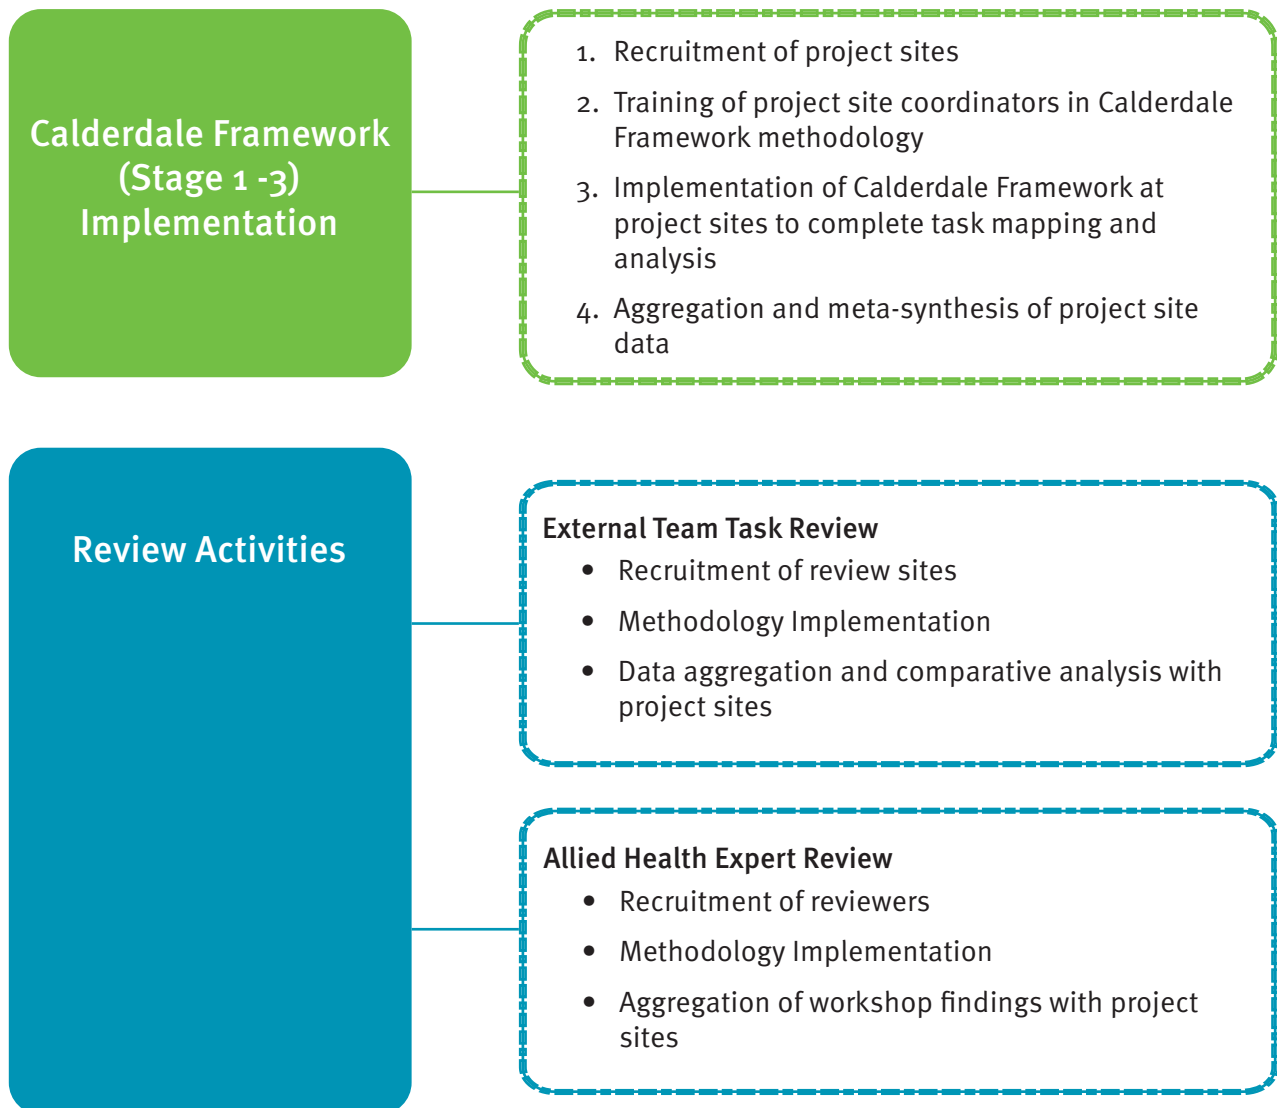 Calderdale Framework
(Stage 1 -3)
Implementation
1. Recruitment of project sites
2. Training of project site coordinators in Calderdale
Framework methodology
3. Implementation of Calderdale Framework at
project sites to complete task mapping and
analysis
4. Aggregation and meta-synthesis of project site
data
Review Activities
External Team Task Review
• Recruitment of review sites
• Methodology Implementation
• Data aggregation and comparative analysis with
project sites
Allied Health Expert Review
• Recruitment of reviewers
• Methodology Implementation
• Aggregation of workshop findings with project
sites